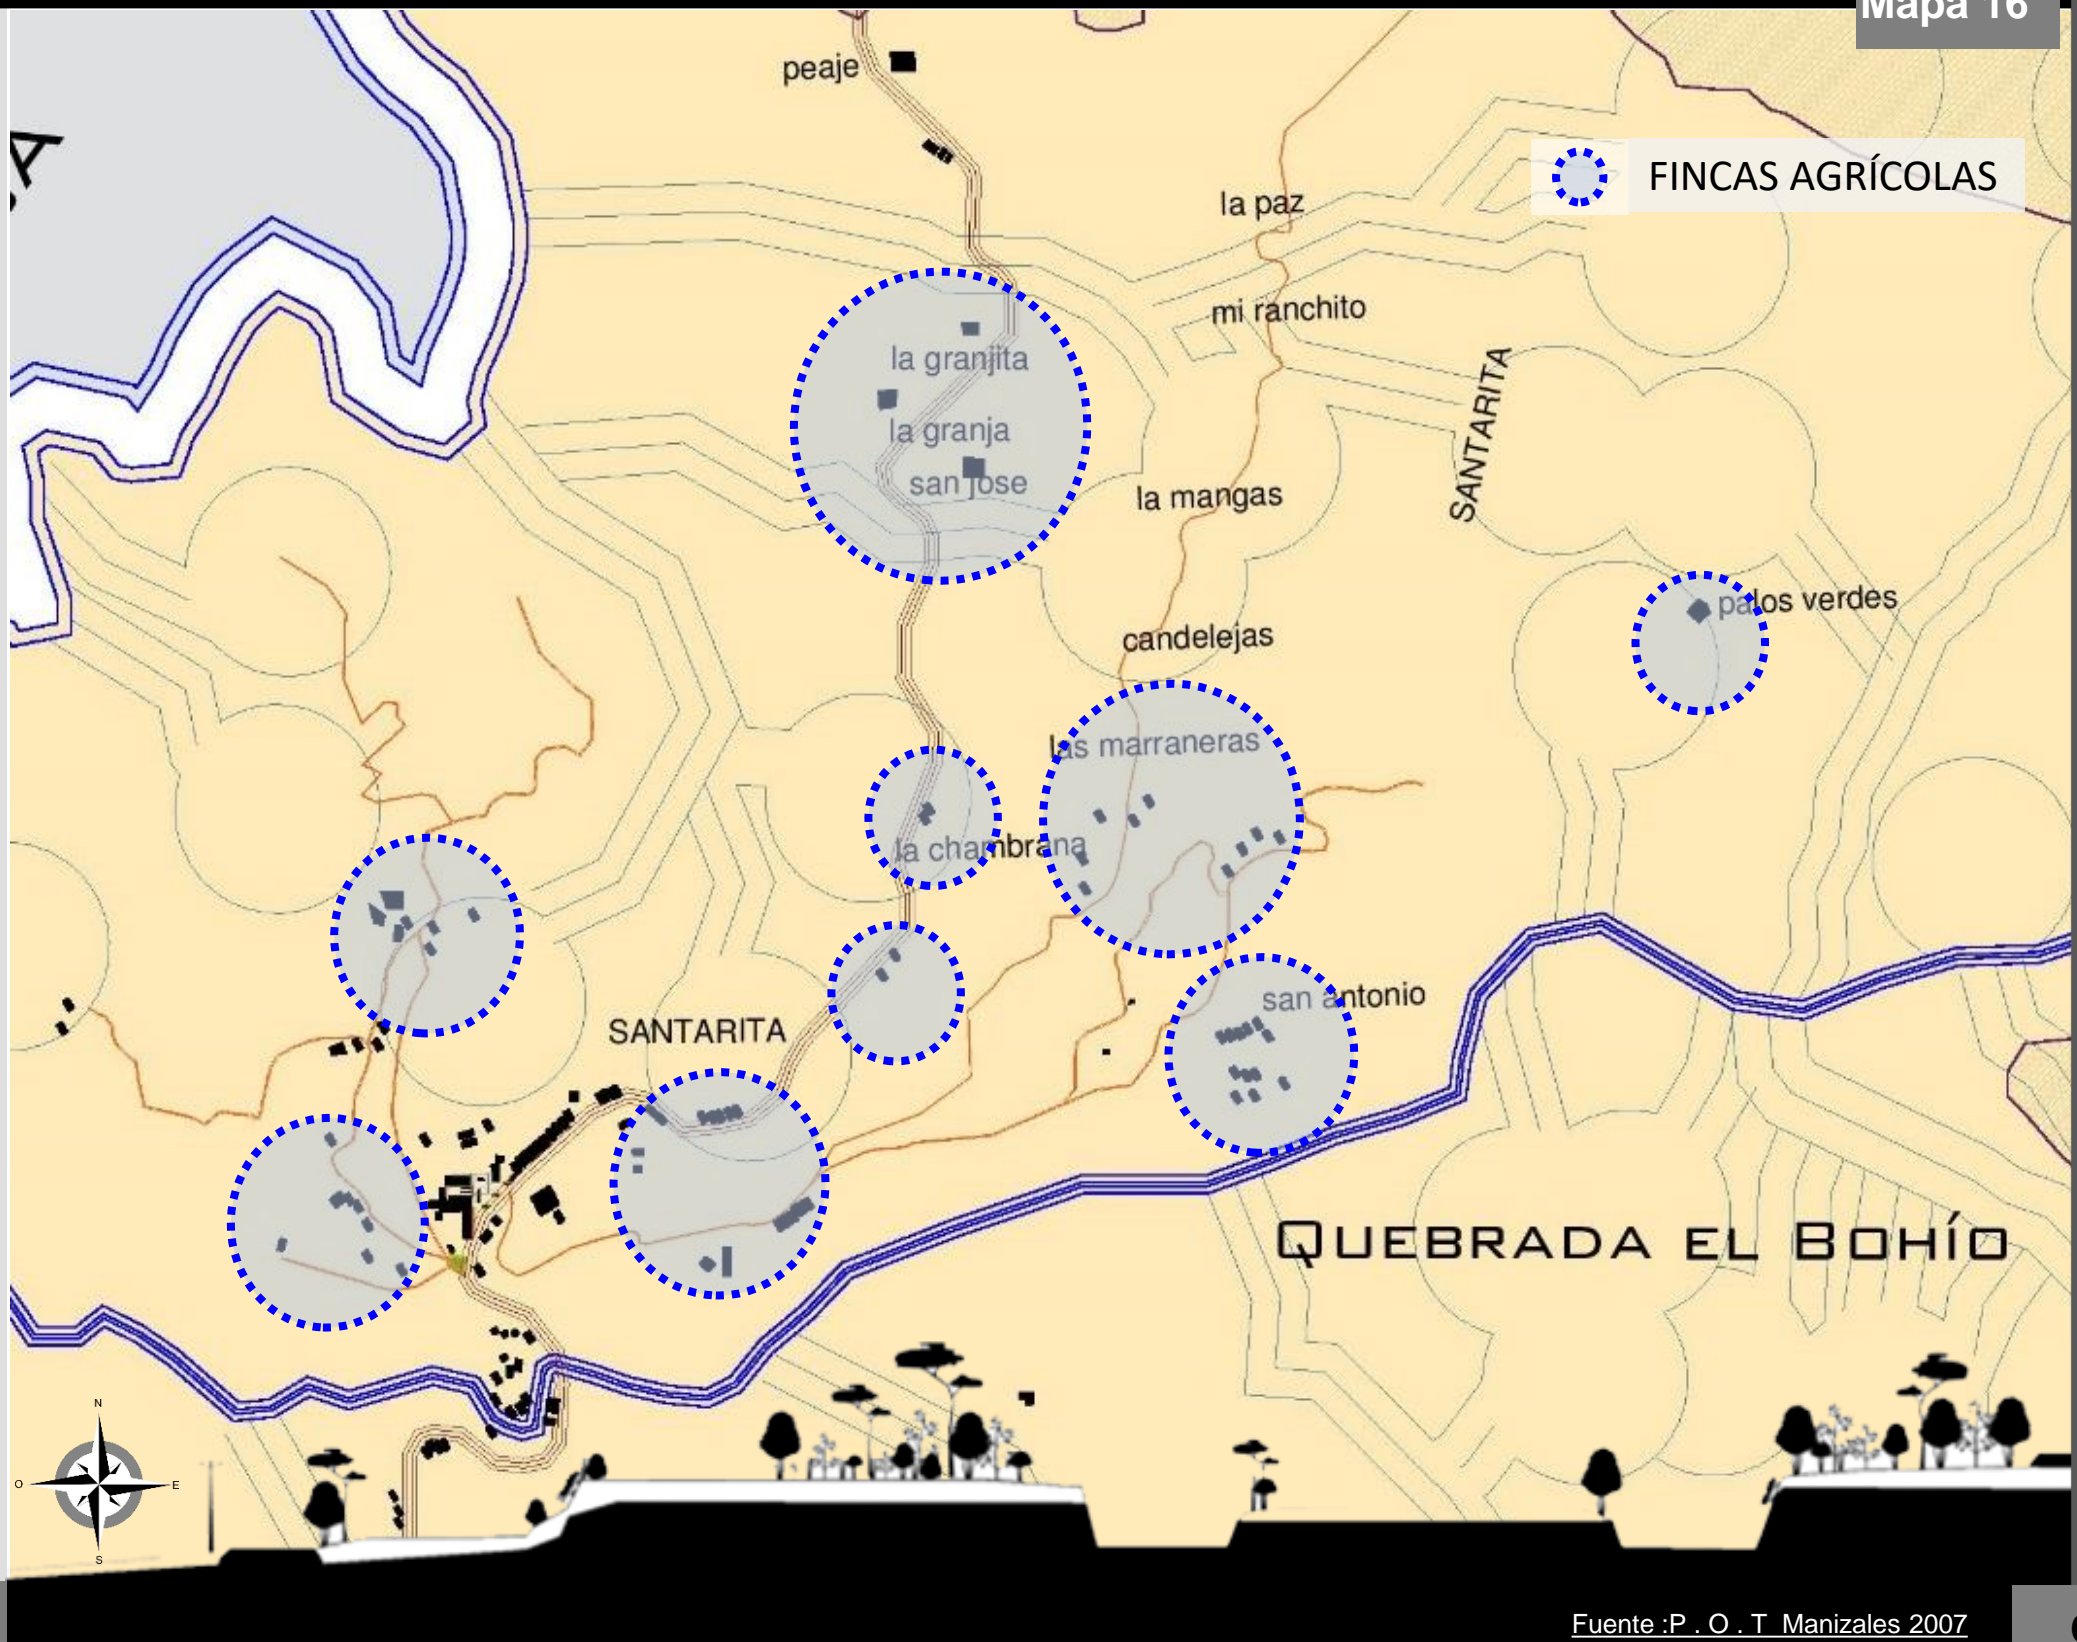 Mapa 16
peaje
FINCAS AGRÍCOLAS
la paz
mi ranchito
la granjita
la granja
san jose
SANTARITA
la mangas
palos verdes
candelejas
las marraneras
la chambrana
san antonio
SANTARITA
QUEBRADA EL BOHÍO
N
O
E
S
Fuente :P . O . T Manizales 2007